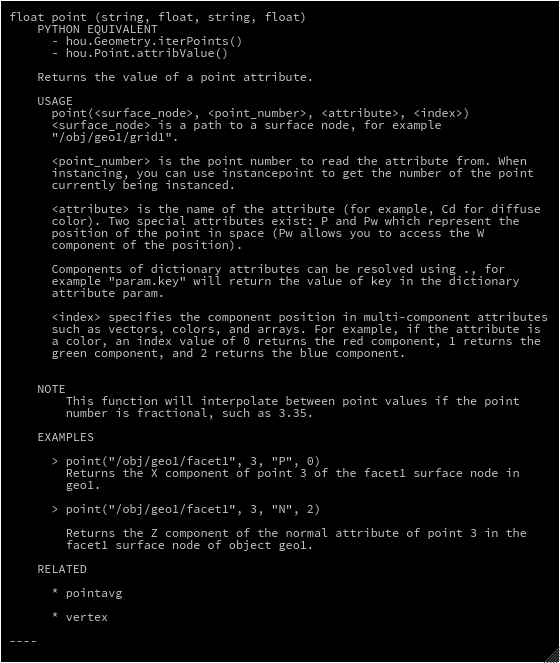 float point (string, float, string, float)
PYTHON EQUIVALENT
- hou.Geometry.iterPoints()
- hou.Point.attribValue()
Returns the value of a point attribute.
USAGE
point(<surface_node>, <point_number>, <attribute>, <index>)
<surface_node> is a path to a surface node, for example
"/obj/geo1/grid1".
<point_number> is the point number to read the attribute from. When
instancing, you can use instancepoint to get the number of the point
currently being instanced.
<attribute> is the name of the attribute (for example, Cd for diffuse
color). Two special attributes exist: P and Pw which represent the
position of the point in space (Pw allows you to access the W
component of the position).
Components of dictionary attributes can be resolved using ., for
example "param.key" will return the value of key in the dictionary
attribute param.
<index> specifies the component position in multi-component attributes
such as vectors, colors, and arrays. For example, if the attribute is
a color, an index value of 0 returns the red component, 1 returns the
green component, and 2 returns the blue component.
NOTE
This function will interpolate between point values if the point
number is fractional, such as 3.35.
EXAMPLES
> point("/obj/geo1/facet1", 3, "P", 0)
Returns the X component of point 3 of the facet1 surface node in
geo1.
> point("/obj/geo1/facet1", 3, "N", 2)
Returns the Z component of the normal attribute of point 3 in the
facet1 surface node of object geo1.
RELATED
* pointavg
* vertex
----